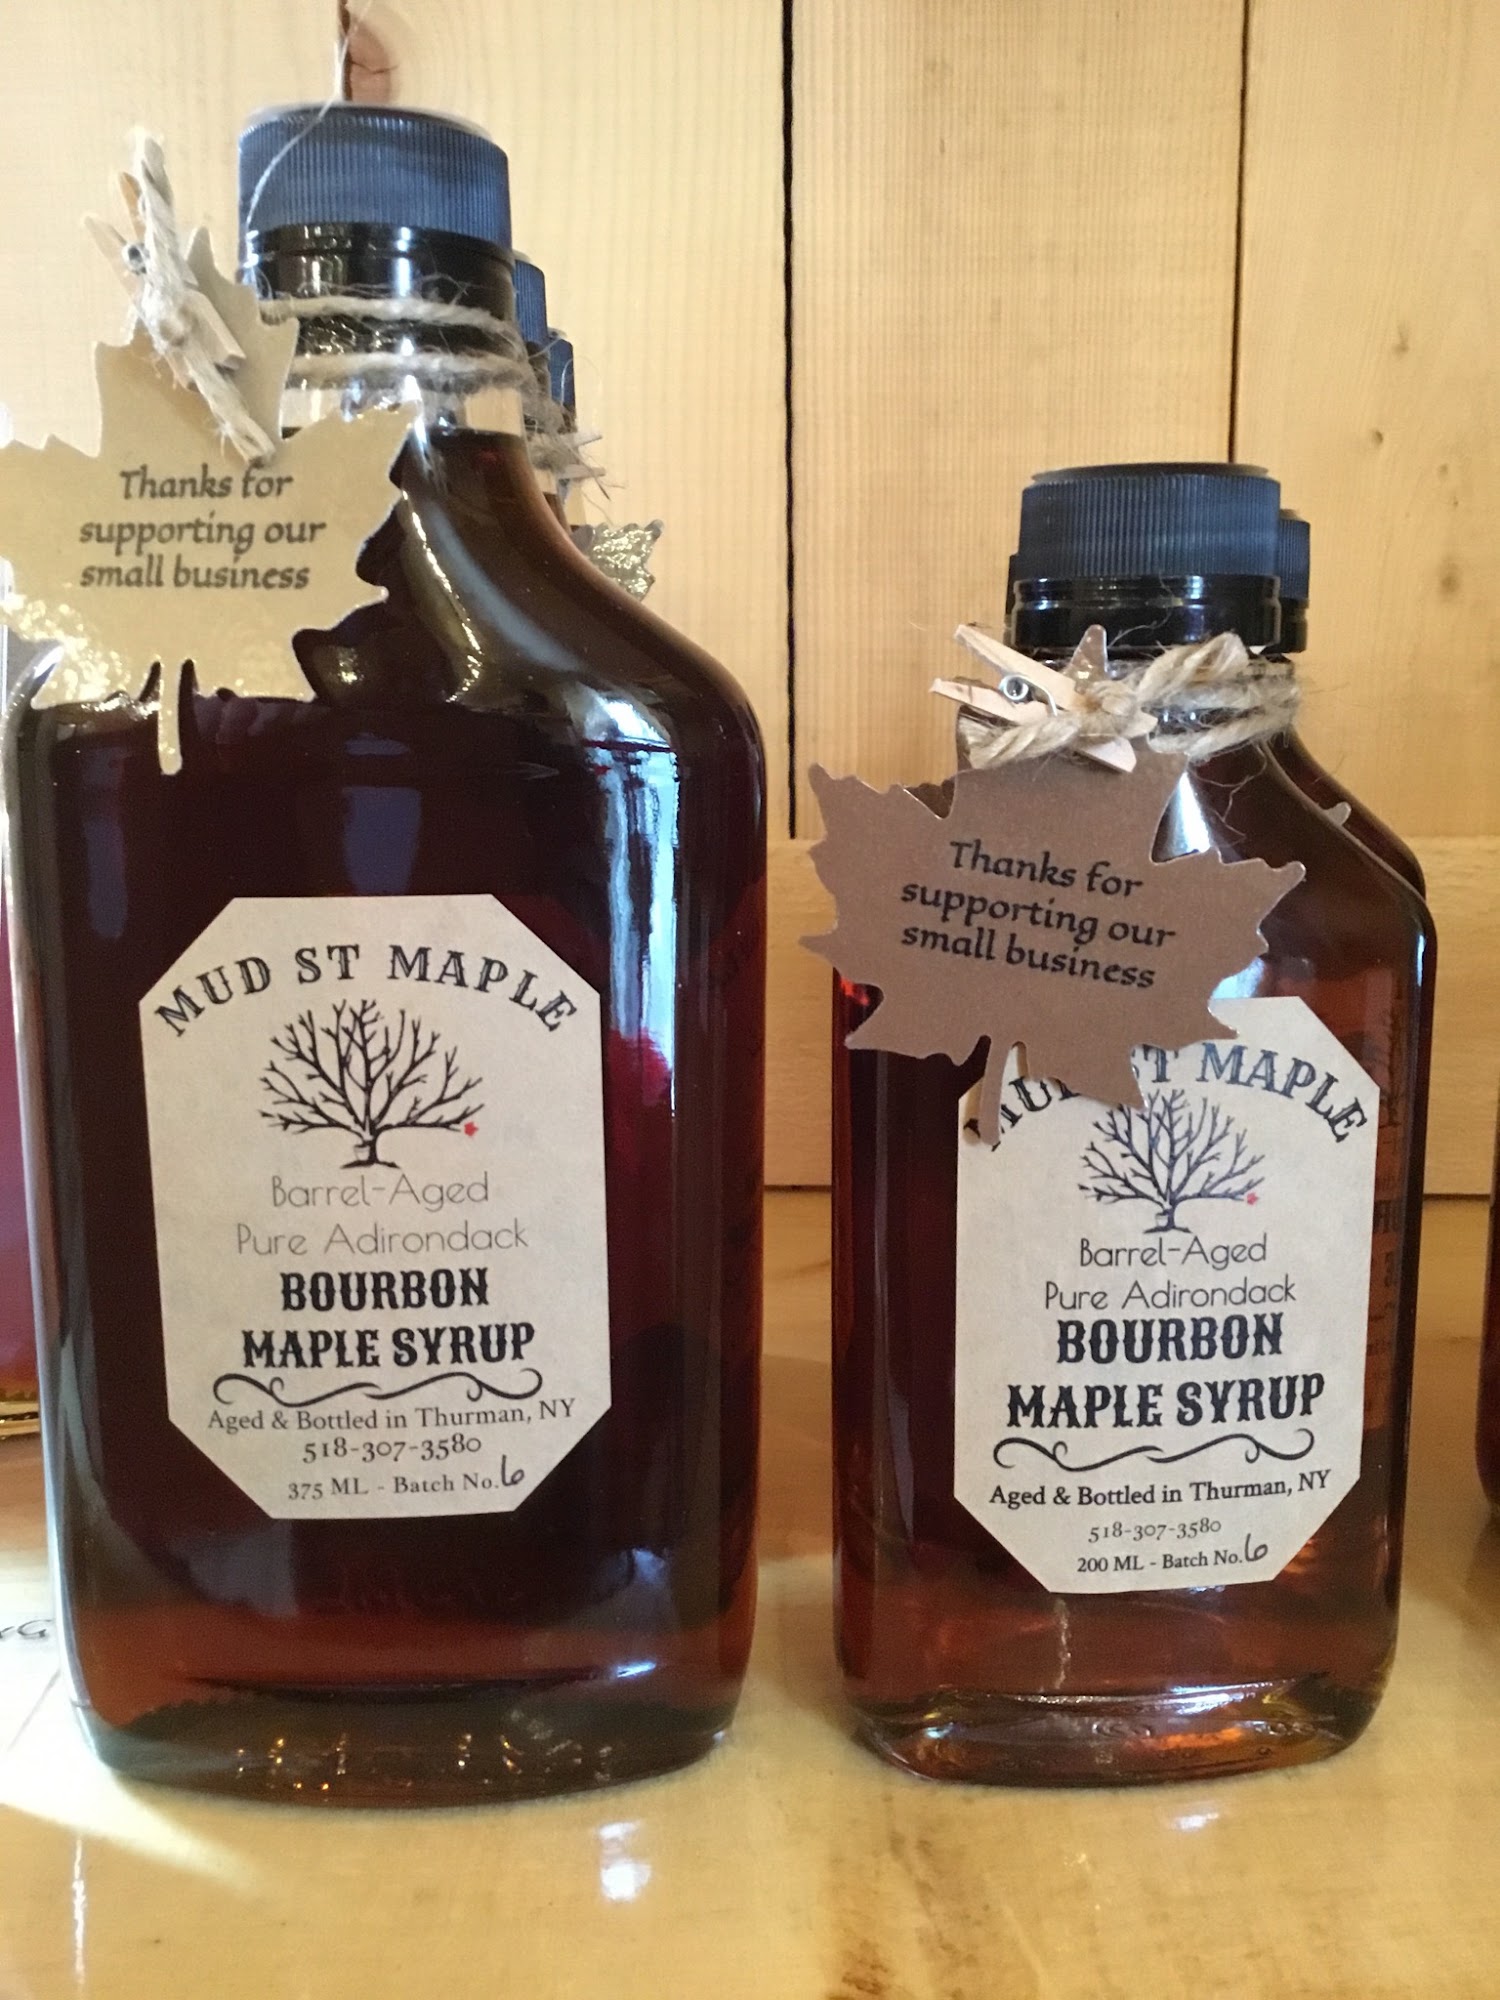 Thanks for
supporting our
small business
MUD ST MAPLE
Barrel-Aged
Pure Adirondack
BOURBON
MAPLE SYRUP
Aged & Bottled in Thurman, NY
518-307-3580
375 ML - Batch No. 6
Thanks for
supporting our
small business
MUD ST MAPLE
Barrel-Aged
Pure Adirondack
BOURBON
MAPLE SYRUP
Aged & Bottled in Thurman, NY
518-307-3580
200 ML - Batch No. 6